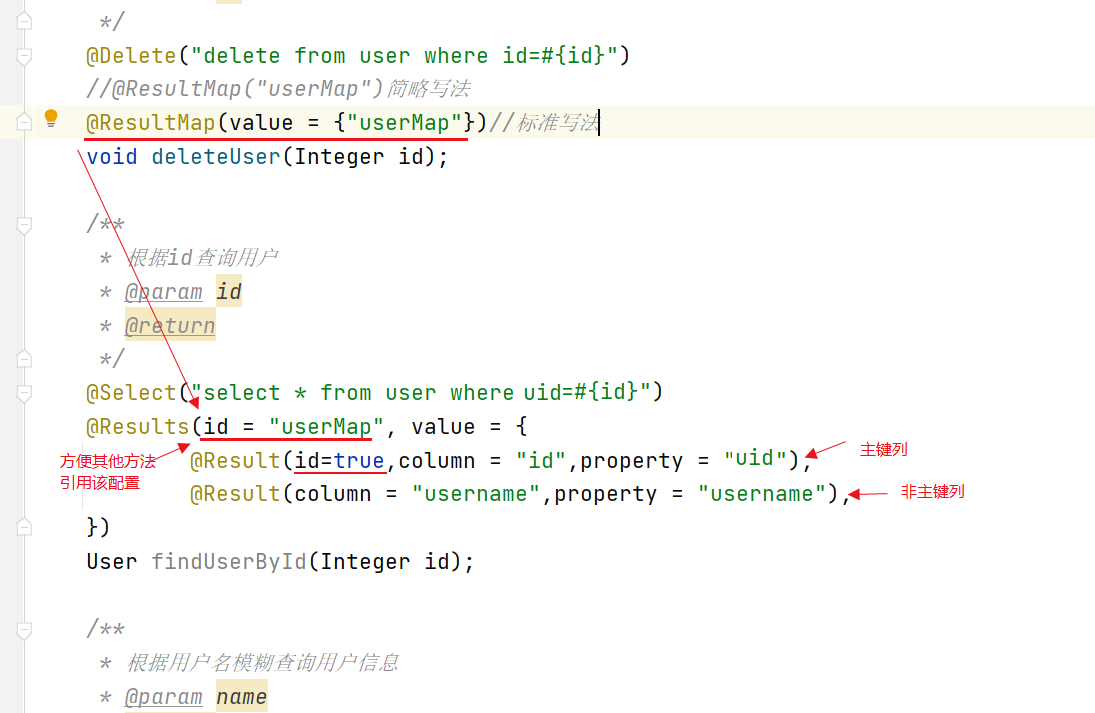 */
@Delete("delete from user where id=#{id}")
//@ResultMap("userMap")简略写法
@ResultMap(value = {"userMap"})//标准写法
void deleteUser(Integer id);
/**
* 根据id查询用户
* @param id
* @return
*/
@Select("select * from user where uid=#{id}")
@Results(id = "userMap", value = {
方便其他方法
引用该配置
@Result(id=true,column = "id",property = "uid"),
主键列
@Result(column = "username",property = "username"),
非主键列
})
User findUserById(Integer id);
/**
* 根据用户名模糊查询用户信息
* @param name